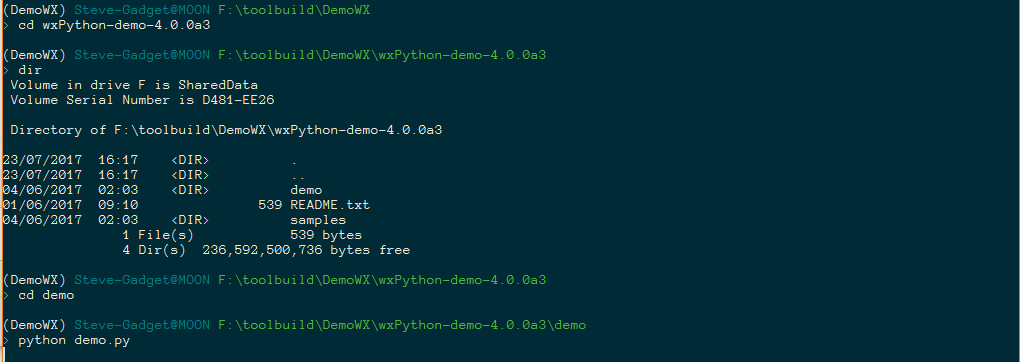 (DemoWX) Steve-Gadget@MOON F:\toolbuild\DemoWX
> cd wxPython-demo-4.0.0a3
(DemoWX) Steve-Gadget@MOON F:\toolbuild\DemoWX\wxPython-demo-4.0.0a3
> dir
Volume in drive F is SharedData
Volume Serial Number is D481-EE26
Directory of F:\toolbuild\DemoWX\wxPython-demo-4.0.0a3
23/07/2017 16:17 <DIR> .
23/07/2017 16:17 <DIR> ..
04/06/2017 02:03 <DIR> demo
01/06/2017 09:10 539 README.txt
04/06/2017 02:03 <DIR> samples
1 File(s) 539 bytes
4 Dir(s) 236,592,500,736 bytes free
(DemoWX) Steve-Gadget@MOON F:\toolbuild\DemoWX\wxPython-demo-4.0.0a3
> cd demo
(DemoWX) Steve-Gadget@MOON F:\toolbuild\DemoWX\wxPython-demo-4.0.0a3\demo
> python demo.py